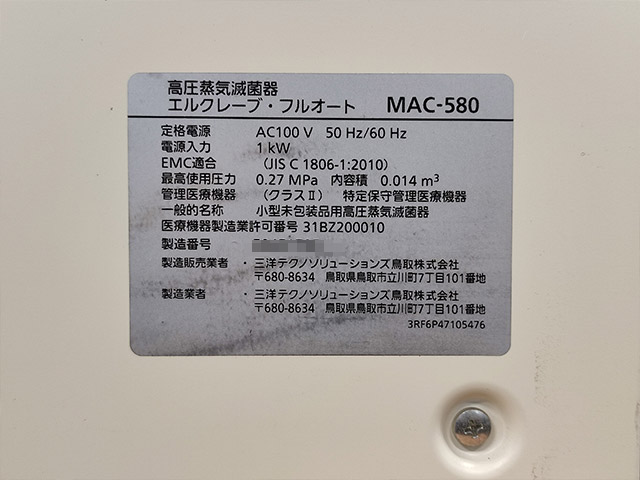 高圧蒸気滅菌器
エルクレーブ・フルオート MAC-580
定格電源 AC100 V 50 Hz/60 Hz
電源入力 1 kW
EMC適合 (JIS C 1806-1:2010)
最高使用圧力 0.27 MPa 内容積 0.014 m³
管理医療機器 (クラスⅡ) 特定保守管理医療機器
一般的名称 小型未包装品用高圧蒸気滅菌器
医療機器製造業許可番号 31BZ200010
製造番号
製造販売業者 ・三洋テクノソリューションズ鳥取株式会社
〒680-8634 鳥取県鳥取市立川町7丁目101番地
製造業者 ・三洋テクノソリューションズ鳥取株式会社
〒680-8634 鳥取県鳥取市立川町7丁目101番地
3RF6P47105476